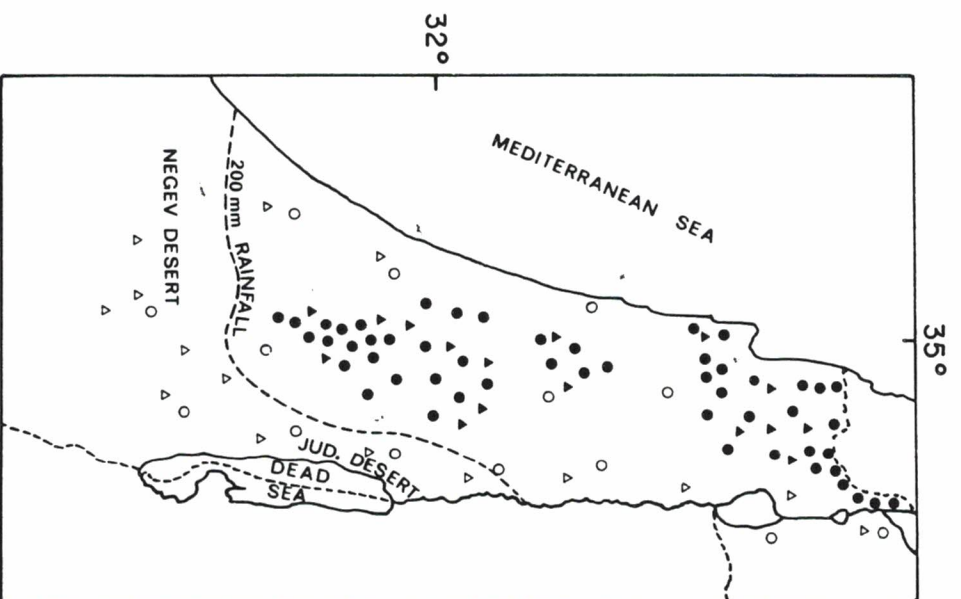 32°
MEDITERRANEAN SEA
35°
NEGEV DESERT
200 mm RAINFALL
JUD. DESERT
DEAD
SEA